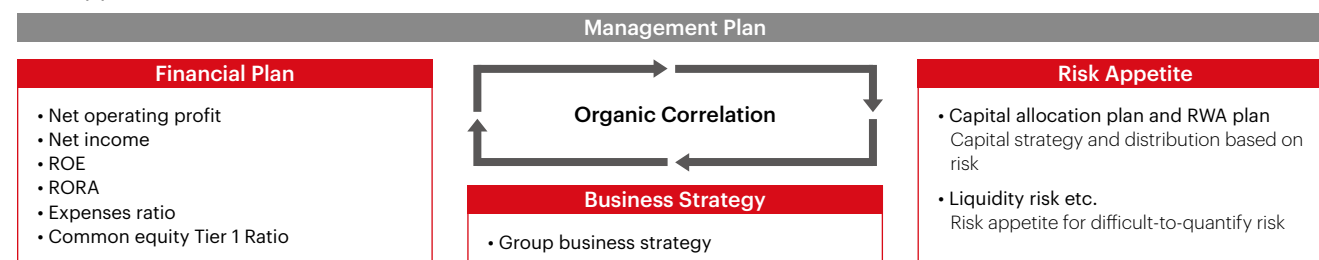 Management Plan
Financial Plan
• Net operating profit
• Net income
• ROE
• RORA
• Expenses ratio
• Common equity Tier 1 Ratio
Organic Correlation
Business Strategy
• Group business strategy
Risk Appetite
• Capital allocation plan and RWA plan
Capital strategy and distribution based on
risk
• Liquidity risk etc.
Risk appetite for difficult-to-quantify risk